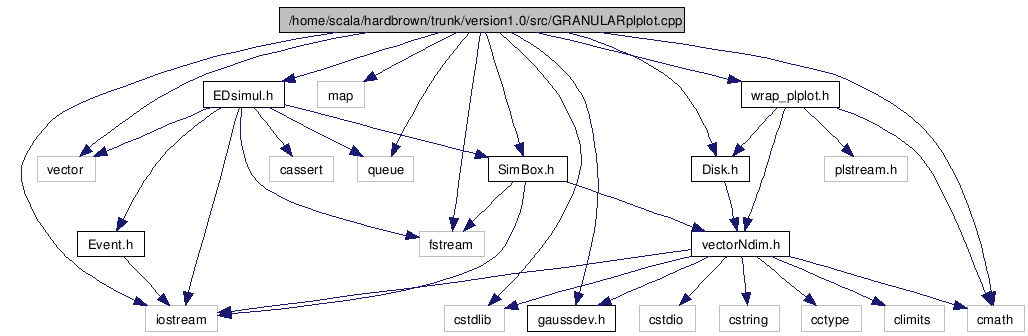 /home/scala/hardbrown/trunk/version1.0/src/GRANULARplplot.cpp
EDsimul.h
map
wrap_plplot.h
vector
cassert
queue
SimBox.h
Disk.h
plstream.h
Event.h
fstream
vectorNdim.h
iostream
cstdlib
gaussdev.h
cstdio
cstring
cctype
climits
cmath